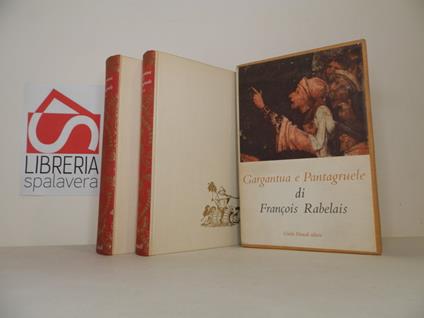 LIBRERIA
spalavera
Gargantua e Pantagruele
di
François Rabelais
Giulio Einaudi editore